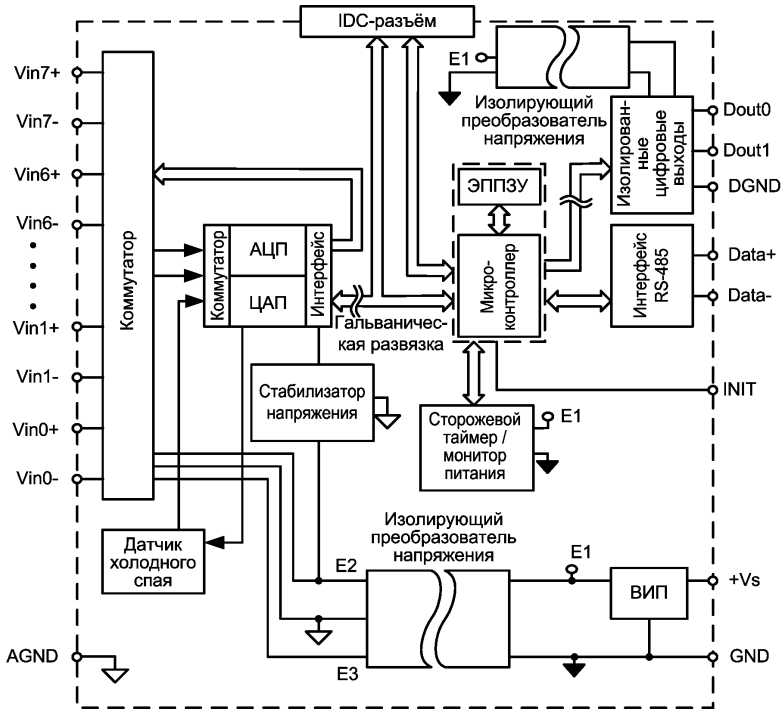 IDC-разъём
E1
Изолирующий
преобразователь
напряжения
Vin7+
Vin7-
Vin6+
Vin6-
Vin1+
Vin1-
Vin0+
Vin0-
AGND
Коммутатор
Коммутатор
АЦП
ЦАП
Интерфейс
Гальваничес-
кая развязка
ЭППЗУ
Микро-
контроллер
Изолирован-
ные
цифровые
выходы
Dout0
Dout1
DGND
Интерфейс
RS-485
Data+
Data-
INIT
Стабилизатор
напряжения
Сторожевой
таймер /
монитор
питания
E1
Датчик
холодного
спая
Изолирующий
преобразователь
напряжения
E2
E3
E1
ВИП
+Vs
GND